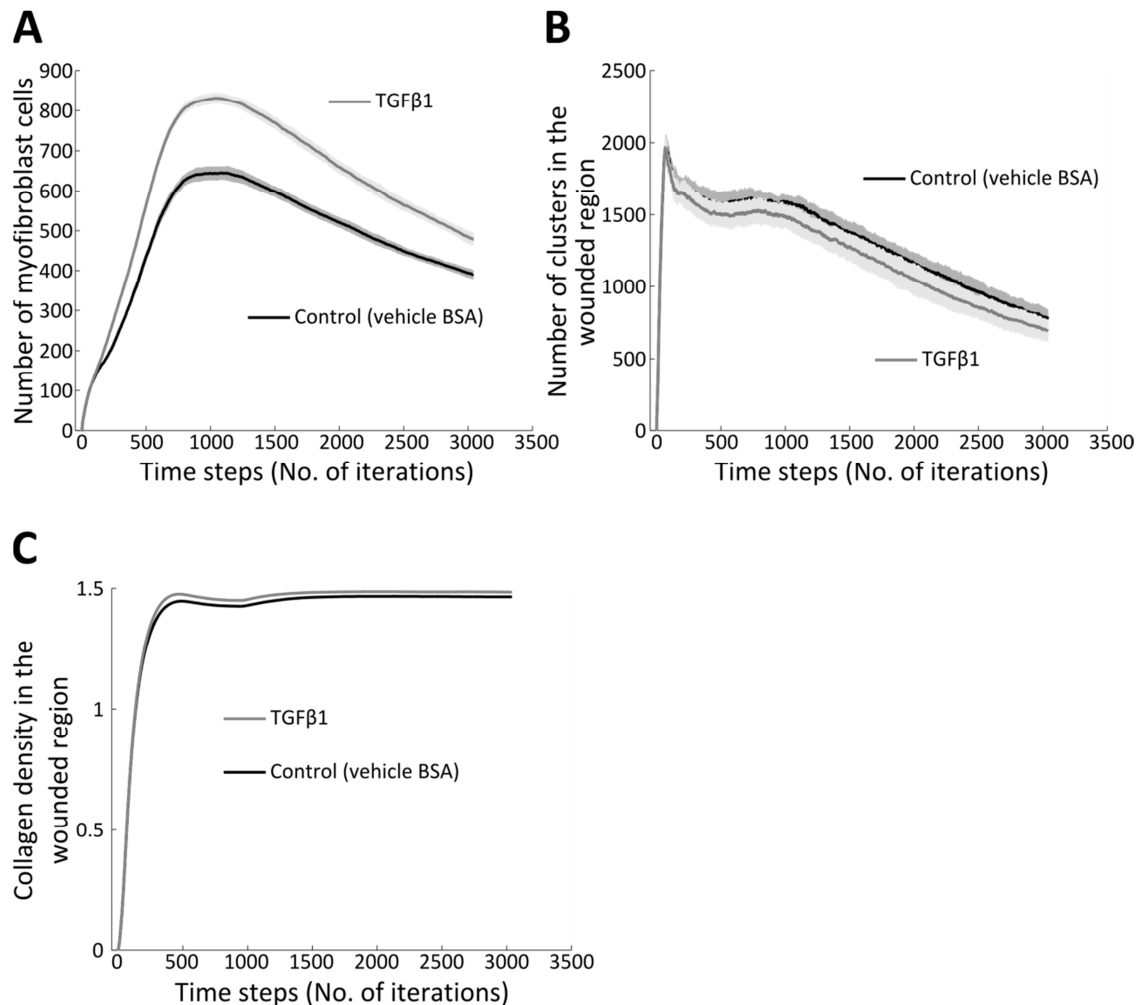 A
Number of myofibroblast cells
900
800
700
600
500
400
300
200
100
0
0 500 1000 1500 2000 2500 3000 3500
Time steps (No. of iterations)
TGFβ1
Control (vehicle BSA)
B
Number of clusters in the
wounded region
2500
2000
1500
1000
500
0
0 500 1000 1500 2000 2500 3000 3500
Time steps (No. of iterations)
Control (vehicle BSA)
TGFβ1
C
Collagen density in the
wounded region
1.5
1
0.5
0
0 500 1000 1500 2000 2500 3000 3500
Time steps (No. of iterations)
TGFβ1
Control (vehicle BSA)